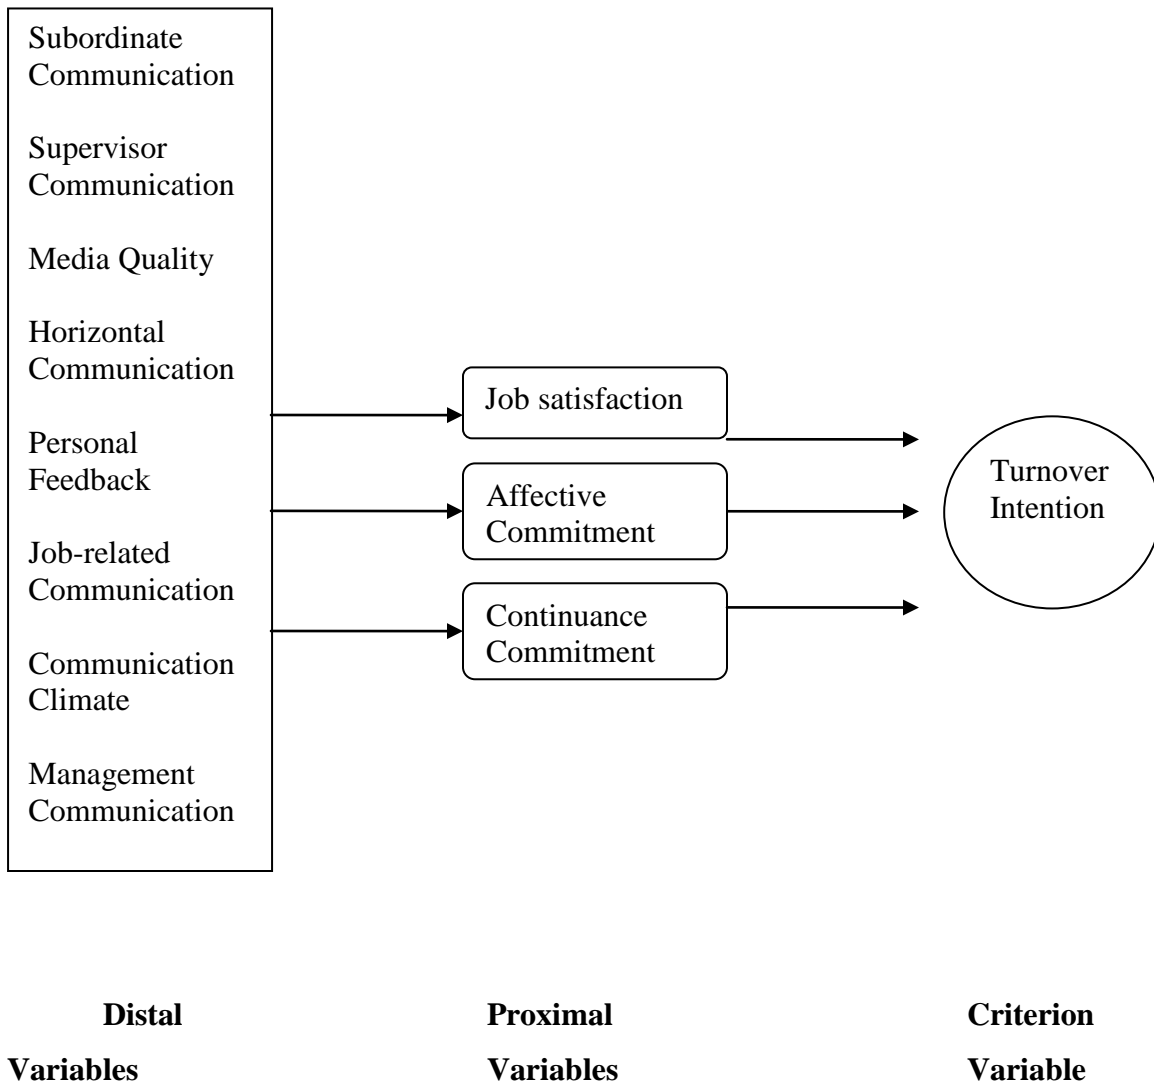 Subordinate
Communication
Supervisor
Communication
Media Quality
Horizontal
Communication
Personal
Feedback
Job-related
Communication
Communication
Climate
Management
Communication
Job satisfaction
Affective
Commitment
Continuance
Commitment
Turnover
Intention
Distal
Variables
Proximal
Variables
Criterion
Variable